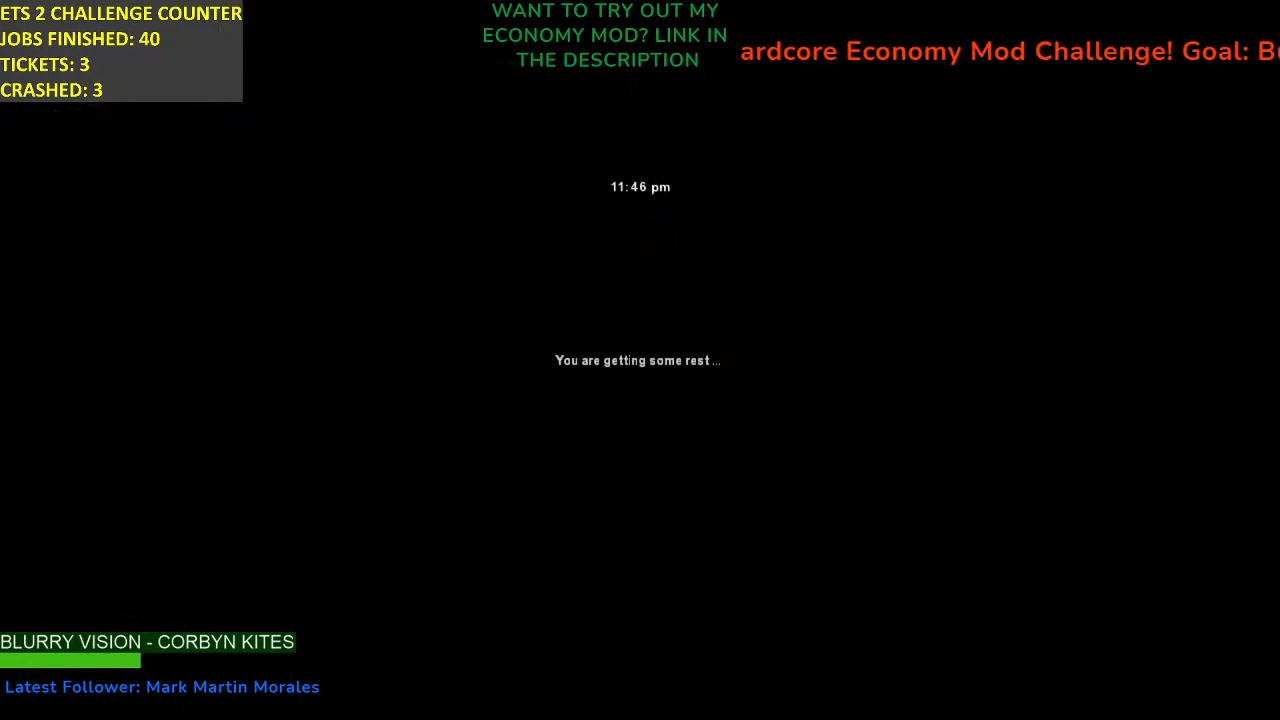 ETS 2 CHALLENGE COUNTER
JOBS FINISHED: 40
TICKETS: 3
CRASHED: 3
WANT TO TRY OUT MY
ECONOMY MOD? LINK IN
THE DESCRIPTION
ardcore Economy Mod Challenge! Goal: B
11:46 pm
You are getting some rest ...
BLURRY VISION - CORBYN KITES
Latest Follower: Mark Martin Morales